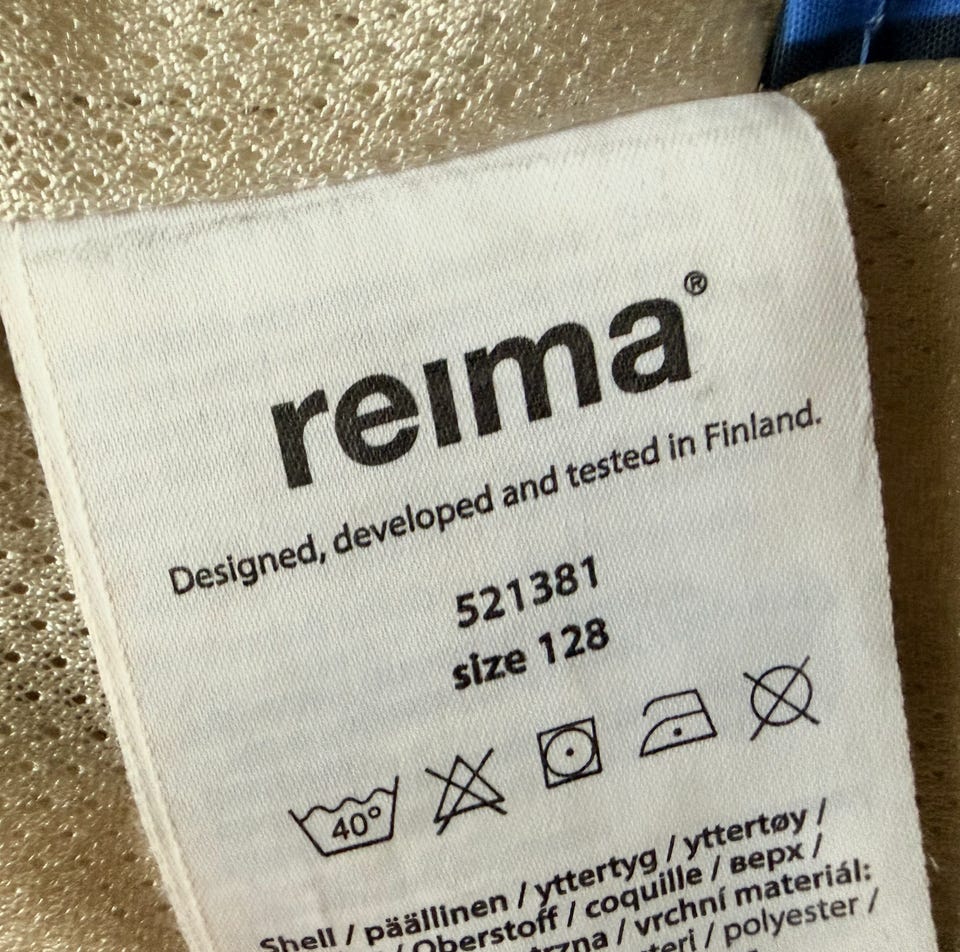 reima®
Designed, developed and tested in Finland.
521381
size 128
40°
Shell / päällinen / yttertyg / yttertøy /
/ Oberstoff / coquille / верх /
/ vrchní materiál:
/ polyester /